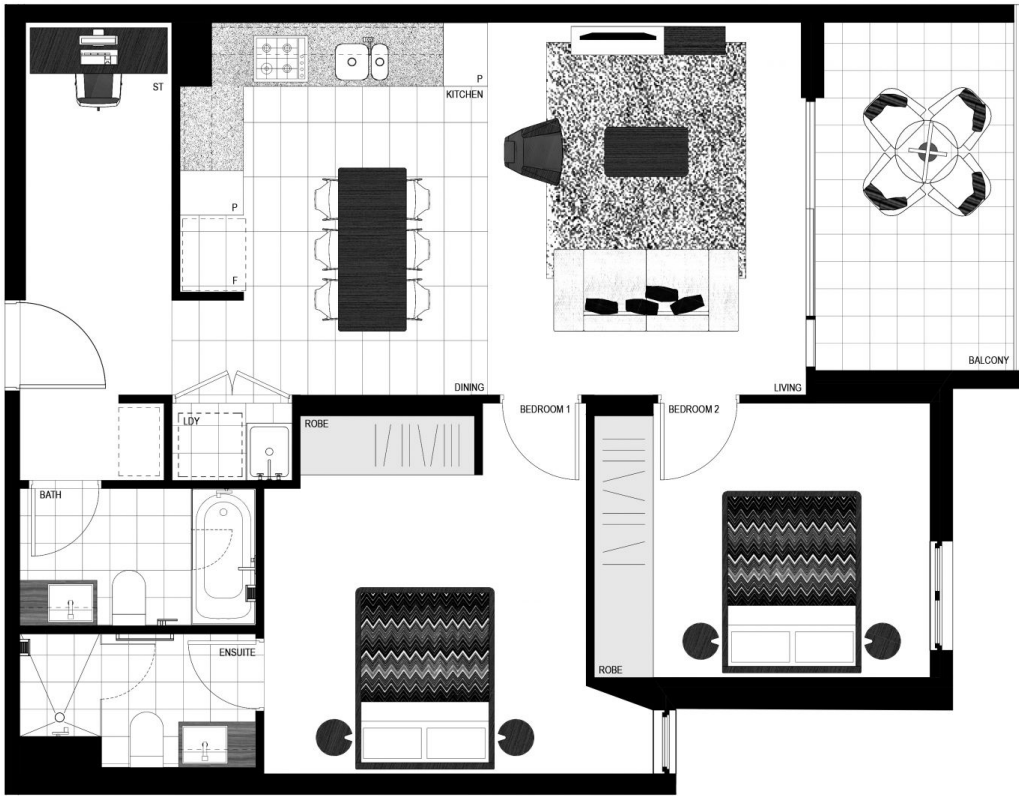 ST
P
KITCHEN
P
F
DINING
LIVING
BALCONY
LDY
ROBE
BEDROOM 1
BEDROOM 2
BATH
ENSUITE
ROBE